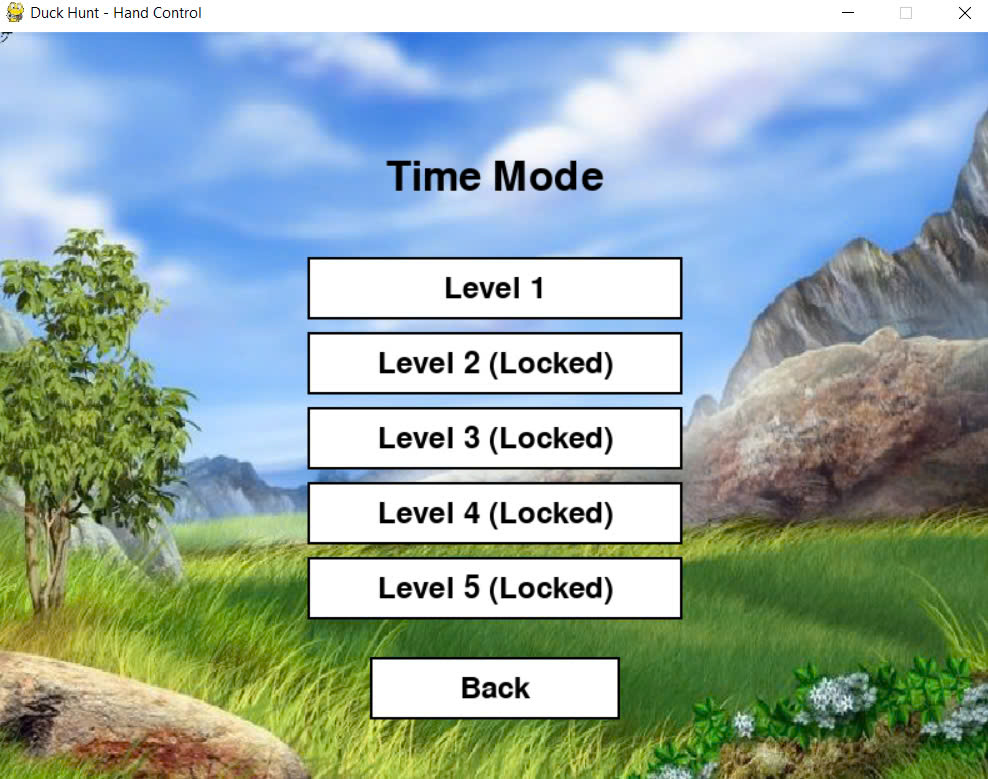 Duck Hunt - Hand Control
Time Mode
Level 1
Level 2 (Locked)
Level 3 (Locked)
Level 4 (Locked)
Level 5 (Locked)
Back